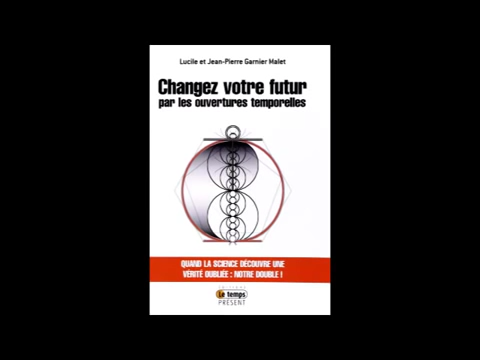 Lucile et Jean-Pierre Garnier Malet
Changez votre futur
par les ouvertures temporelles
QUAND LA SCIENCE DÉCOUVRE UNE
VÉRITÉ OUBLIÉE : NOTRE DOUBLE !
Le temps
PRÉSENT